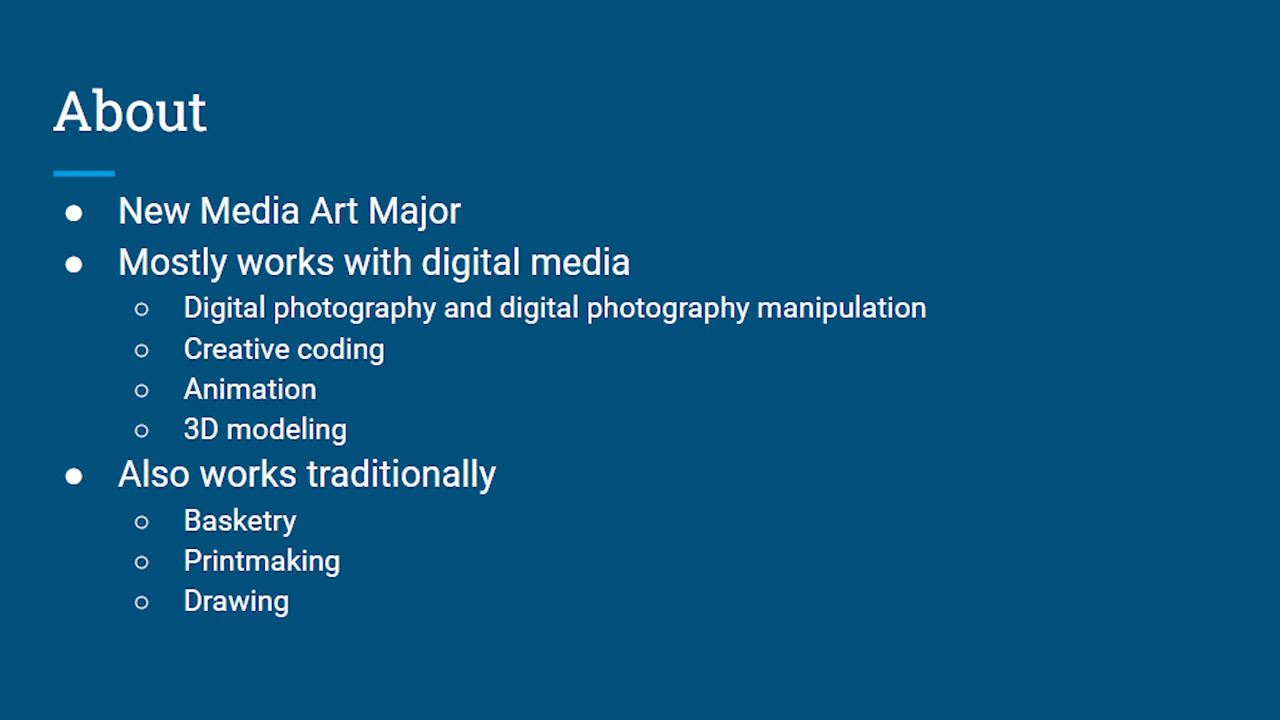 About
● New Media Art Major
● Mostly works with digital media
○ Digital photography and digital photography manipulation
○ Creative coding
○ Animation
○ 3D modeling
● Also works traditionally
○ Basketry
○ Printmaking
○ Drawing